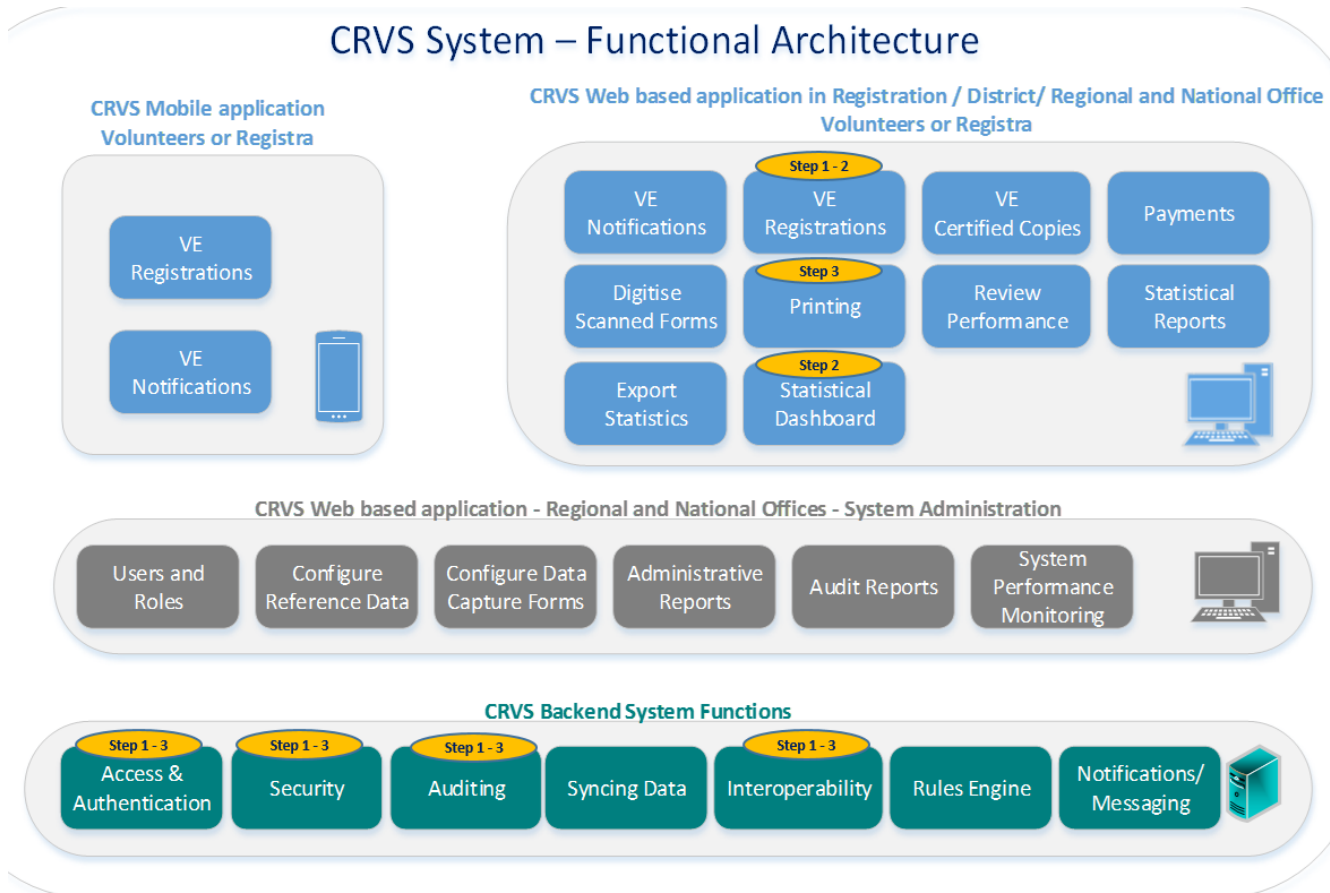 CRVS System – Functional Architecture
CRVS Mobile application
Volunteers or Registra
VE
Registrations
VE
Notifications
CRVS Web based application in Registration / District/ Regional and National Office
Volunteers or Registra
VE
Notifications
Step 1 - 2
VE
Registrations
VE
Certified Copies
Payments
Digitise
Scanned Forms
Step 3
Printing
Review
Performance
Statistical
Reports
Export
Statistics
Step 2
Statistical
Dashboard
CRVS Web based application - Regional and National Offices - System Administration
Users and
Roles
Configure
Reference Data
Configure Data
Capture Forms
Administrative
Reports
Audit Reports
System
Performance
Monitoring
CRVS Backend System Functions
Step 1 - 3
Access &
Authentication
Step 1 - 3
Security
Step 1 - 3
Auditing
Syncing Data
Step 1 - 3
Interoperability
Rules Engine
Notifications/
Messaging